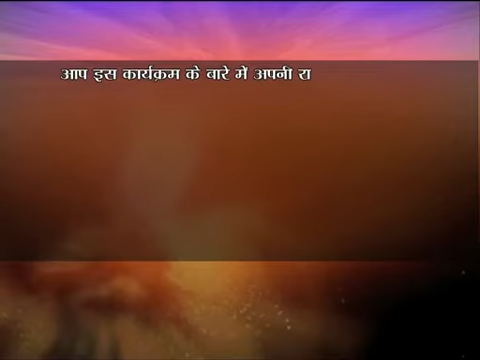 आप इस कार्यक्रम के बारे में अपनी रा